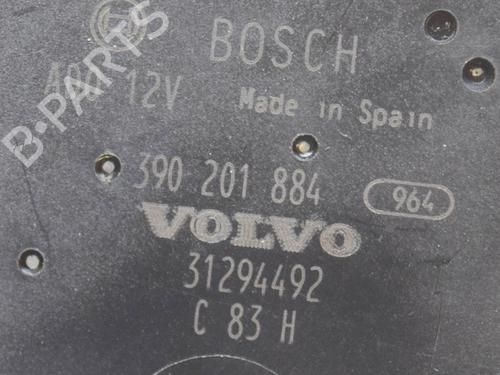 BOSCH
12V Made in Spain
390 201 884 964
VOLVO
31294492
C 83 H
B-PARTS